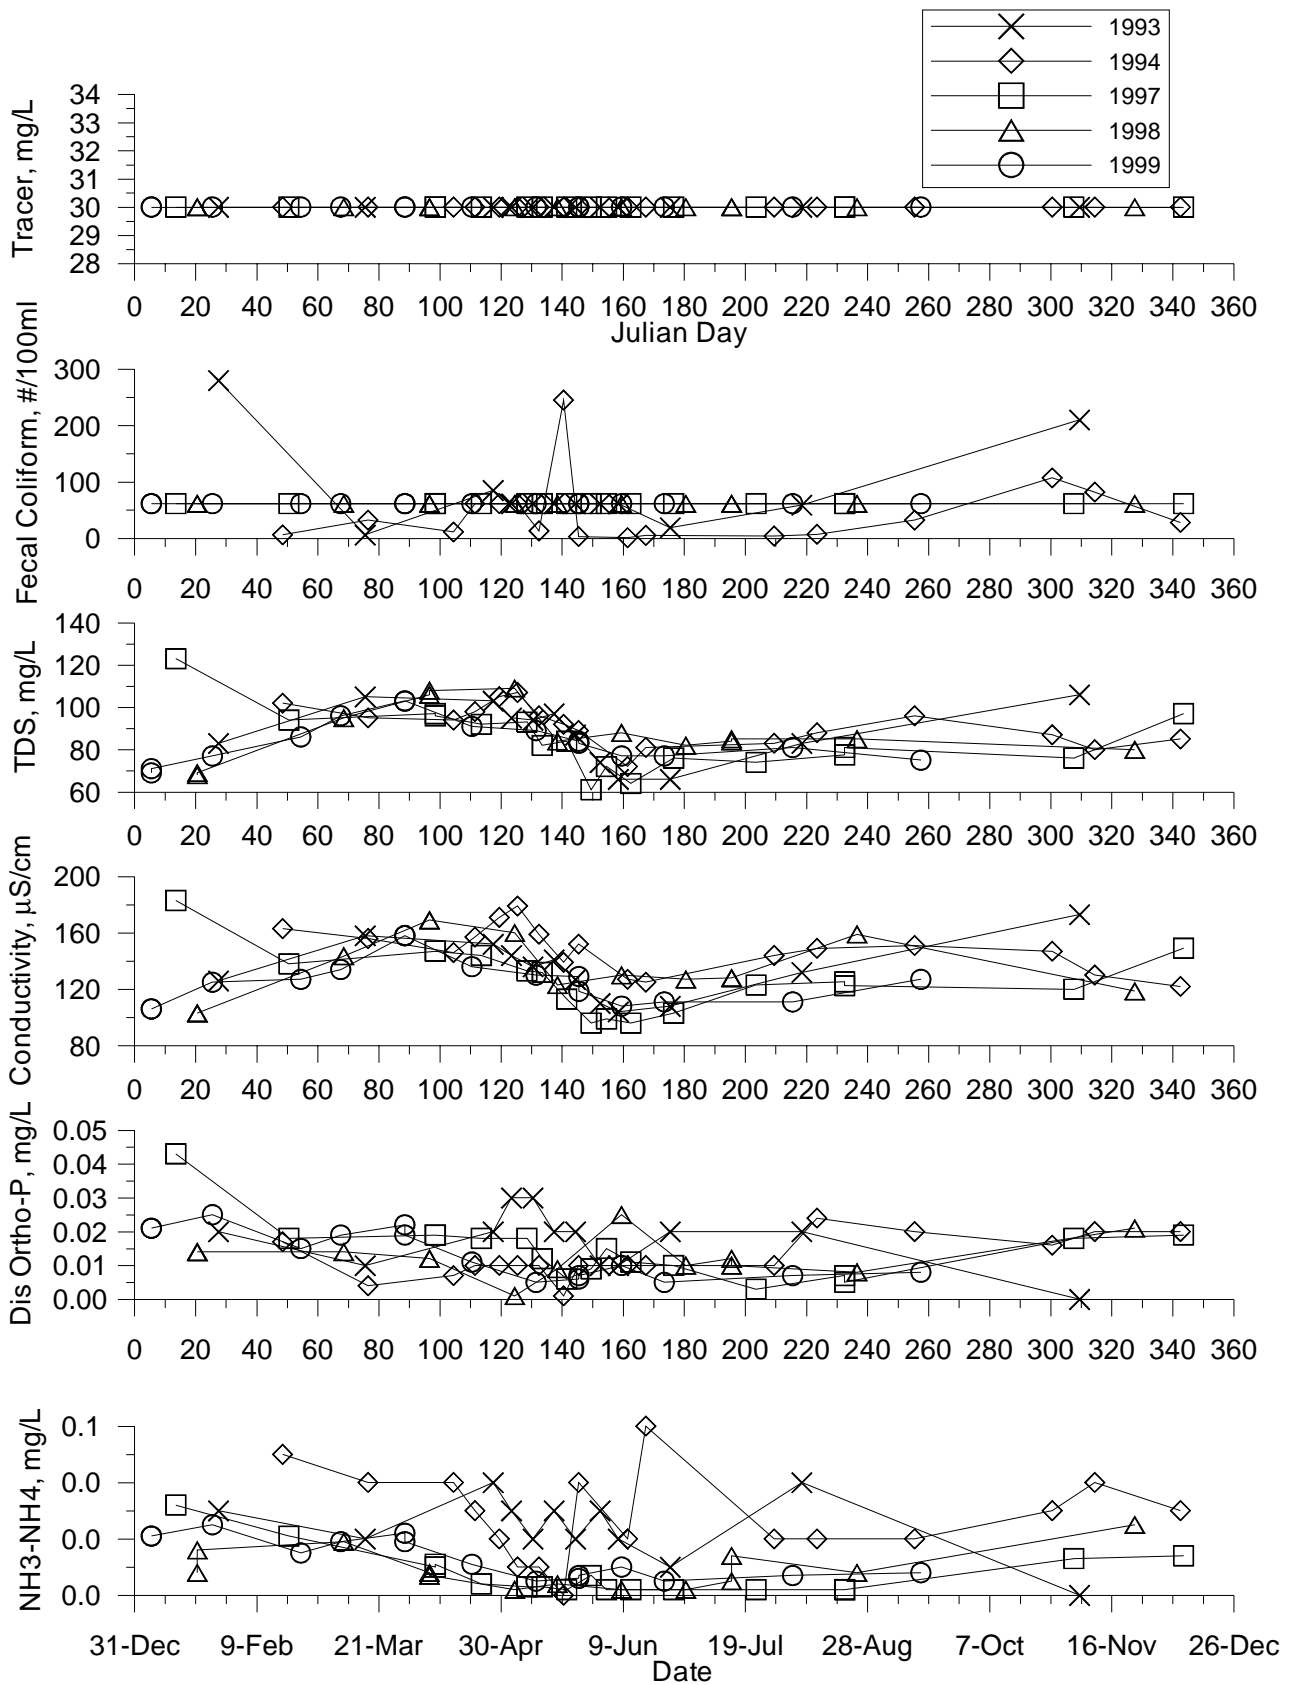 1993
1994
1997
1998
1999
Tracer, mg/L
34
33
32
31
30
29
28
0 20 40 60 80 100 120 140 160 180 200 220 240 260 280 300 320 340 360
Julian Day
Fecal Coliform, #/100ml
300
200
100
0
0 20 40 60 80 100 120 140 160 180 200 220 240 260 280 300 320 340 360
TDS, mg/L
140
120
100
80
60
0 20 40 60 80 100 120 140 160 180 200 220 240 260 280 300 320 340 360
Conductivity, µS/cm
200
160
120
80
0 20 40 60 80 100 120 140 160 180 200 220 240 260 280 300 320 340 360
Dis Ortho-P, mg/L
0.05
0.04
0.03
0.02
0.01
0.00
0 20 40 60 80 100 120 140 160 180 200 220 240 260 280 300 320 340 360
NH3-NH4, mg/L
0.1
0.0
0.0
0.0
31-Dec 9-Feb 21-Mar 30-Apr 9-Jun 19-Jul 28-Aug 7-Oct 16-Nov 26-Dec
Date